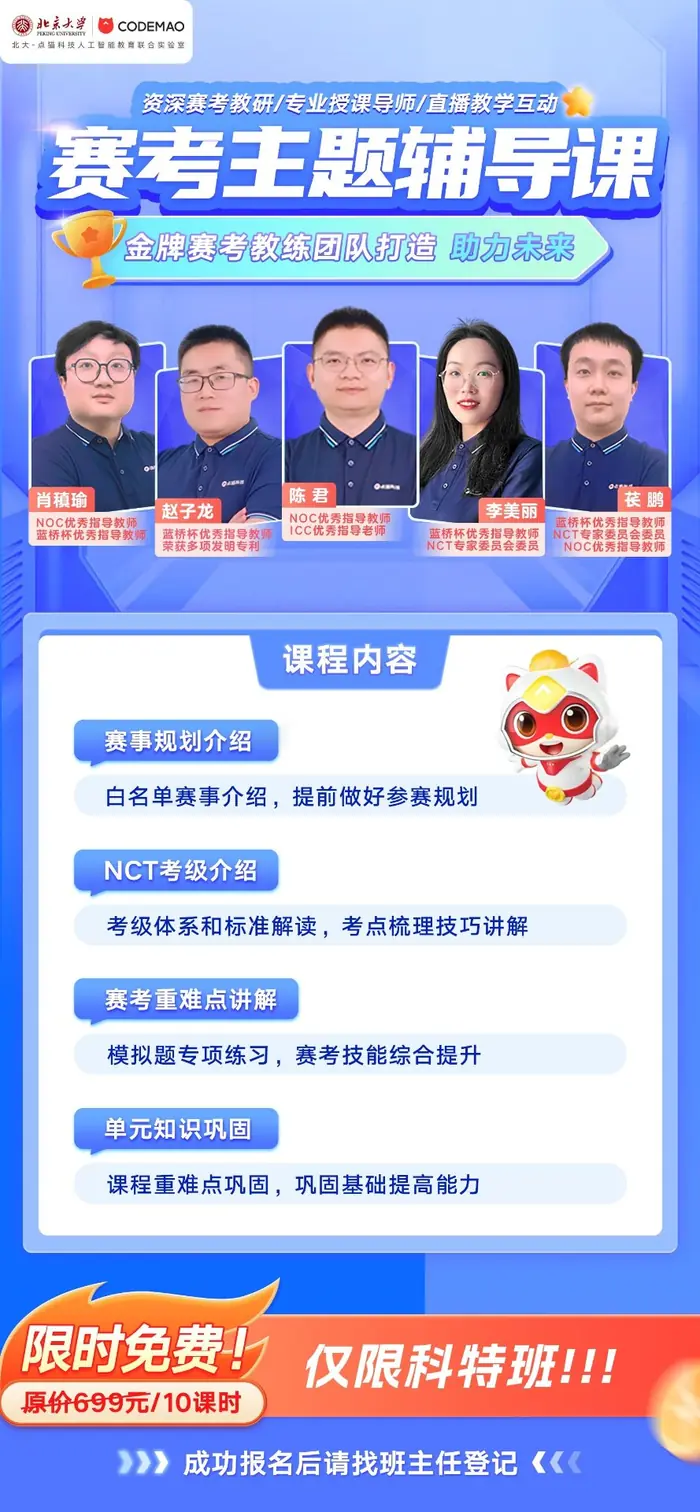 北京大学
PEKING UNIVERSITY
CODEMAO
北大-点猫科技人工智能教育联合实验室
资深赛考教研/专业授课导师/直播教学互动
赛考主题辅导课
金牌赛考教练团队打造 助力未来
肖稹瑜
NOC优秀指导教师
蓝桥杯优秀指导教师
赵子龙
蓝桥杯优秀指导教师
荣获多项发明专利
陈 君
NOC优秀指导教师
ICC优秀指导老师
李美丽
蓝桥杯优秀指导教师
NCT专家委员会委员
苌 鹏
蓝桥杯优秀指导教师
NCT专家委员会委员
NOC优秀指导教师
课程内容
赛事规划介绍
白名单赛事介绍，提前做好参赛规划
NCT考级介绍
考级体系和标准解读，考点梳理技巧讲解
赛考重难点讲解
模拟题专项练习，赛考技能综合提升
单元知识巩固
课程重难点巩固，巩固基础提高能力
限时免费！
原价699元/10课时
仅限科特班!!!
成功报名后请找班主任登记